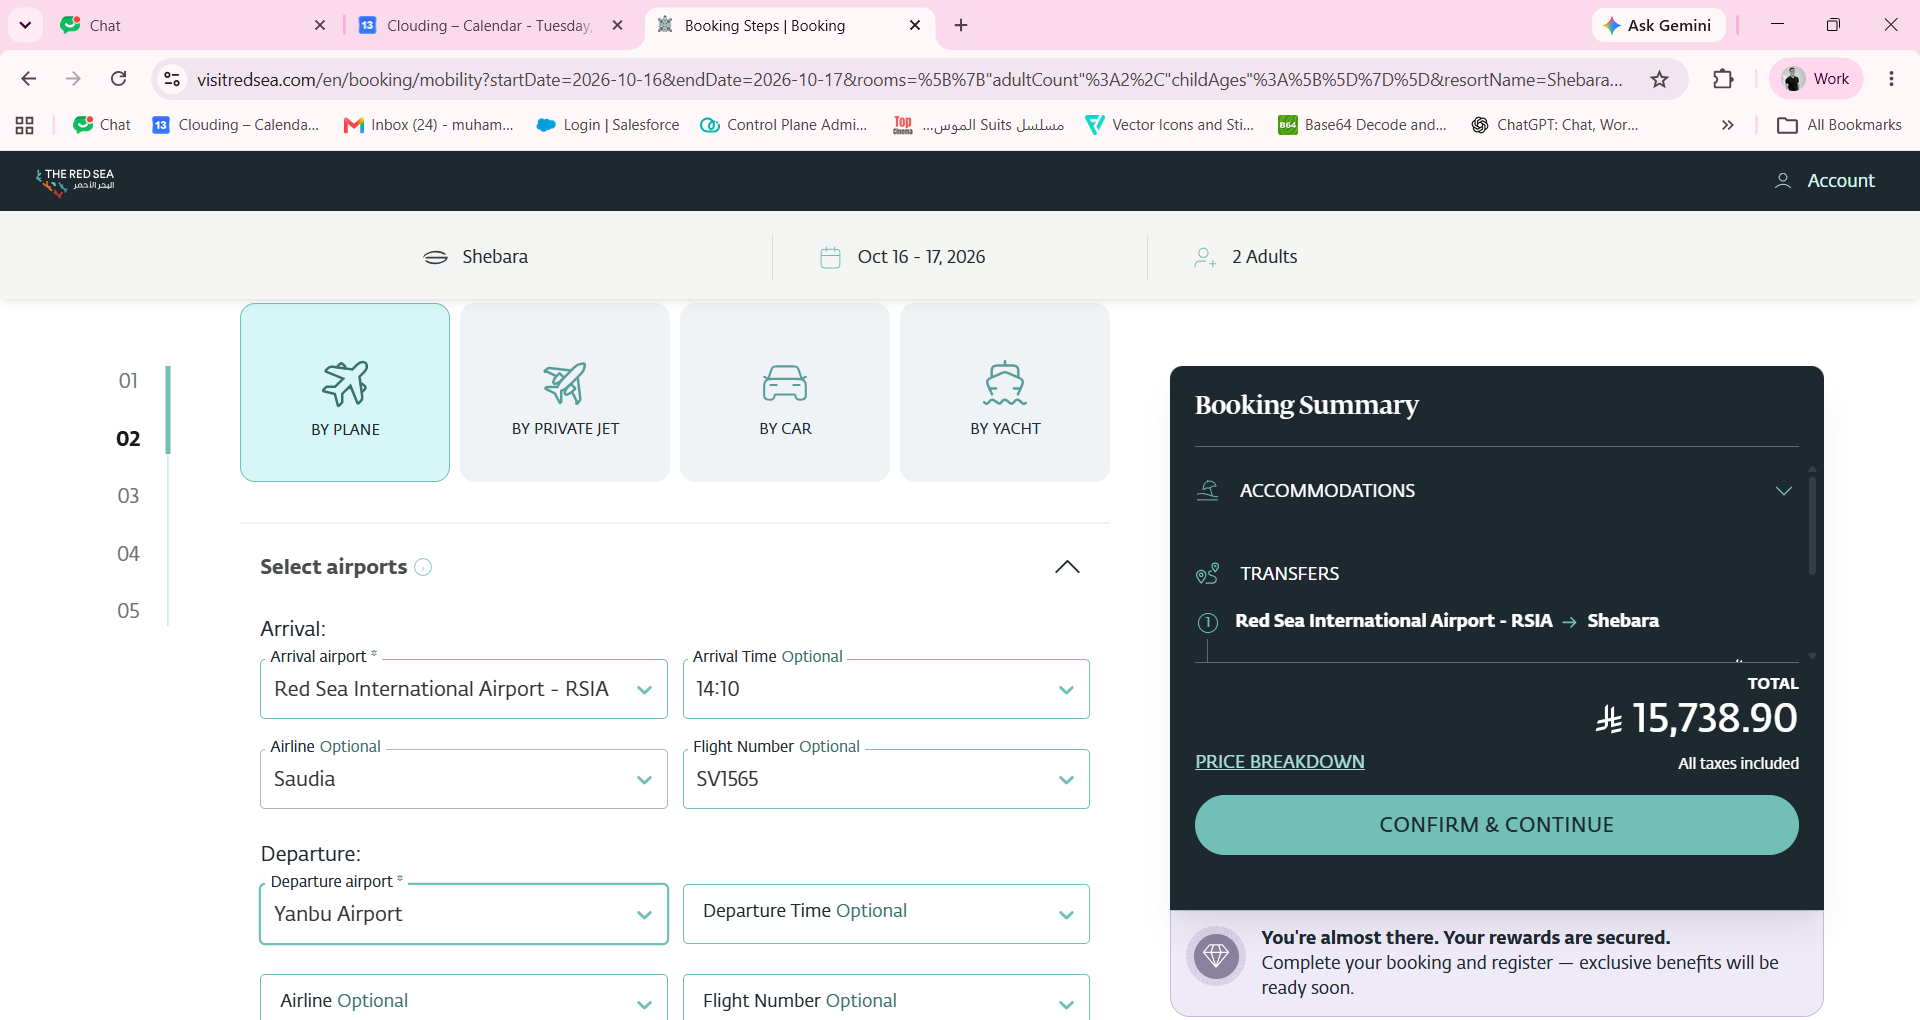 Chat
Clouding – Calendar - Tuesday,
Booking Steps | Booking
Ask Gemini
visitredsea.com/en/booking/mobility?startDate=2026-10-16&endDate=2026-10-17&rooms=%5B%7B"adultCount"%3A2%2C"childAges"%3A%5B%5D%7D%5D&resortName=Shebara...
Work
Chat
Clouding – Calenda...
Inbox (24) - muham...
Login | Salesforce
Control Plane Admi...
مسلسل Suits الموس...
Vector Icons and Sti...
Base64 Decode and...
ChatGPT: Chat, Wor...
All Bookmarks
THE RED SEA
البحر الأحمر
Account
Shebara
Oct 16 - 17, 2026
2 Adults
01
02
03
04
05
BY PLANE
BY PRIVATE JET
BY CAR
BY YACHT
Select airports
Arrival:
Arrival airport *
Red Sea International Airport - RSIA
Arrival Time Optional
14:10
Airline Optional
Saudia
Flight Number Optional
SV1565
Departure:
Departure airport *
Yanbu Airport
Departure Time Optional
Airline Optional
Flight Number Optional
Booking Summary
ACCOMMODATIONS
TRANSFERS
1 Red Sea International Airport - RSIA → Shebara
TOTAL
15,738.90
PRICE BREAKDOWN
All taxes included
CONFIRM & CONTINUE
You're almost there. Your rewards are secured.
Complete your booking and register — exclusive benefits will be
ready soon.